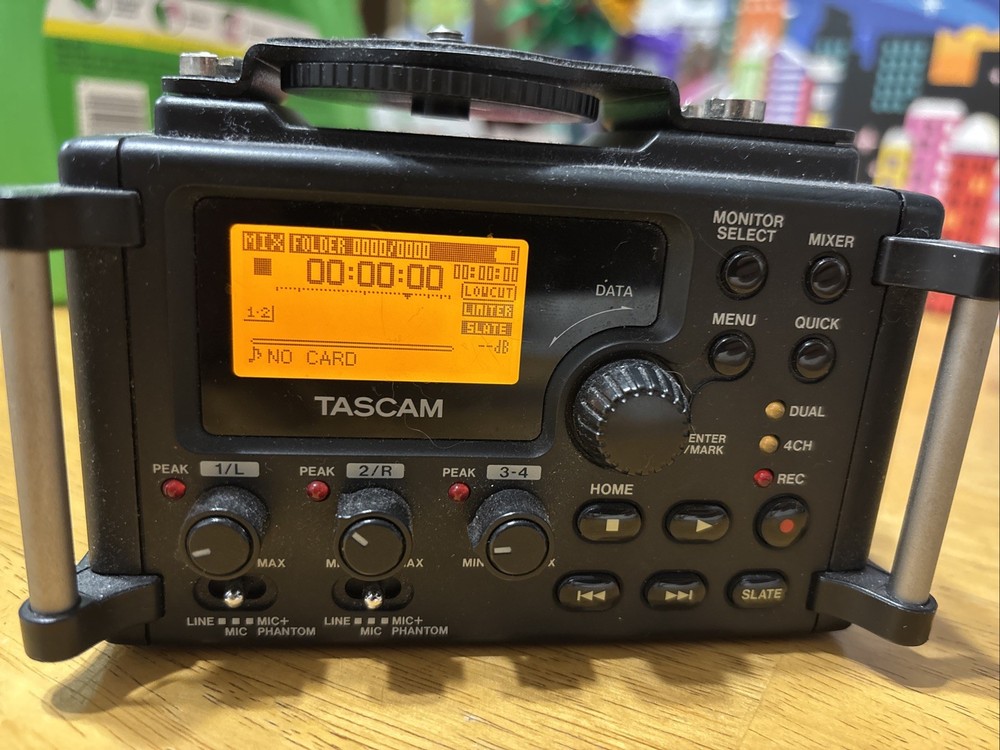 MIX FOLDER 0000/0000
00:00:00 00:00:00
LOWCUT
LIMITER
1·2
SLATE
--dB
NO CARD
TASCAM
DATA
MONITOR
SELECT
MIXER
MENU
QUICK
ENTER
/MARK
DUAL
4CH
REC
HOME
PEAK 1/L PEAK 2/R PEAK 3-4
MAX
SLATE
LINE MIC+
MIC PHANTOM
LINE MIC+
MIC PHANTOM